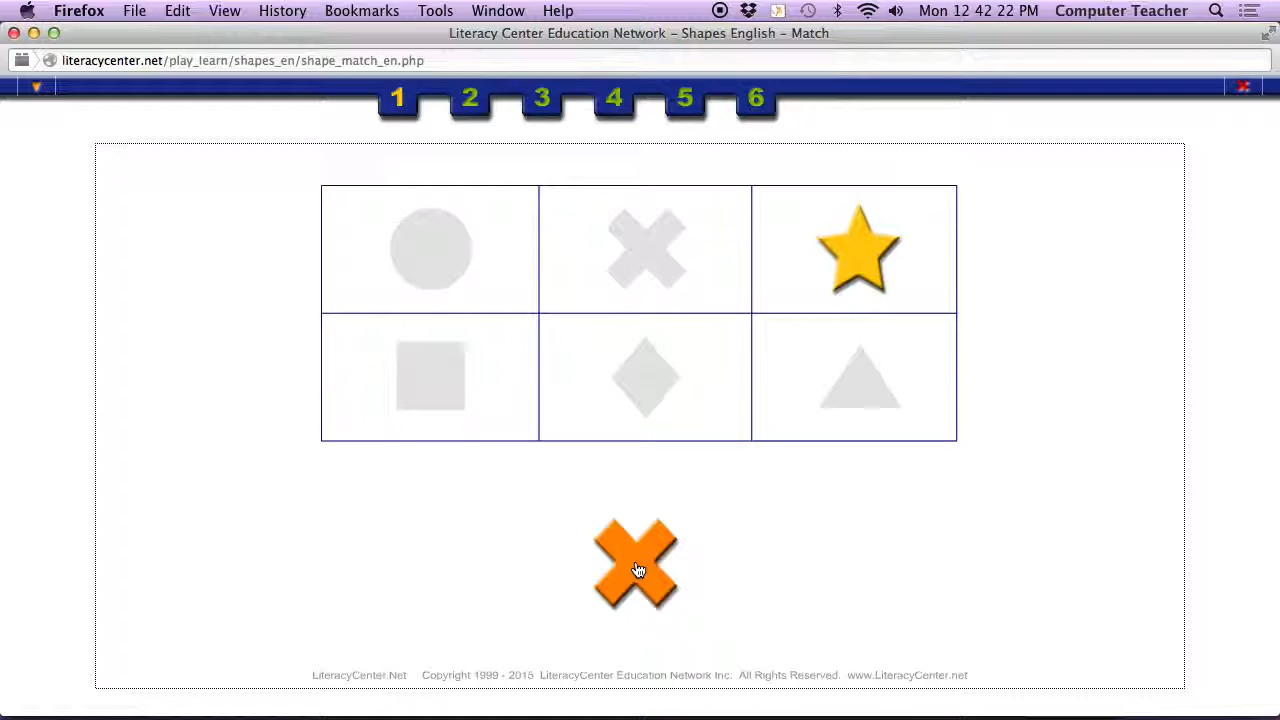 Firefox File Edit View History Bookmarks Tools Window Help Mon 12 42 22 PM Computer Teacher
Literacy Center Education Network – Shapes English – Match
literacycenter.net/play_learn/shapes_en/shape_match_en.php
1 2 3 4 5 6
LiteracyCenter.Net Copyright 1999 - 2015 LiteracyCenter Education Network Inc. All Rights Reserved. www.LiteracyCenter.net